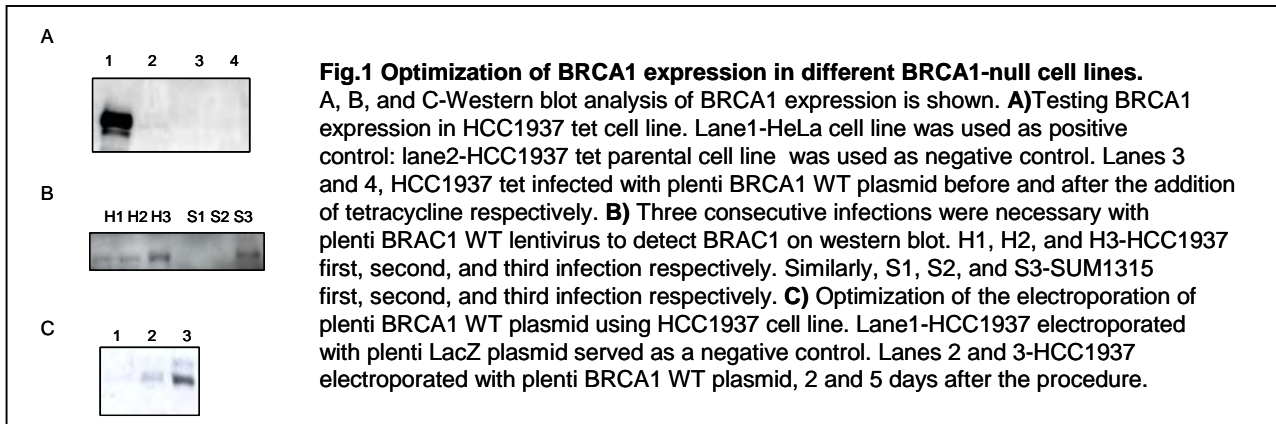 A
1 2 3 4
B
H1 H2 H3 S1 S2 S3
C
1 2 3
Fig.1 Optimization of BRCA1 expression in different BRCA1-null cell lines.
A, B, and C-Western blot analysis of BRCA1 expression is shown. A)Testing BRCA1
expression in HCC1937 tet cell line. Lane1-HeLa cell line was used as positive
control: lane2-HCC1937 tet parental cell line was used as negative control. Lanes 3
and 4, HCC1937 tet infected with plenti BRCA1 WT plasmid before and after the addition
of tetracycline respectively. B) Three consecutive infections were necessary with
plenti BRAC1 WT lentivirus to detect BRAC1 on western blot. H1, H2, and H3-HCC1937
first, second, and third infection respectively. Similarly, S1, S2, and S3-SUM1315
first, second, and third infection respectively. C) Optimization of the electroporation of
plenti BRCA1 WT plasmid using HCC1937 cell line. Lane1-HCC1937 electroporated
with plenti LacZ plasmid served as a negative control. Lanes 2 and 3-HCC1937
electroporated with plenti BRCA1 WT plasmid, 2 and 5 days after the procedure.